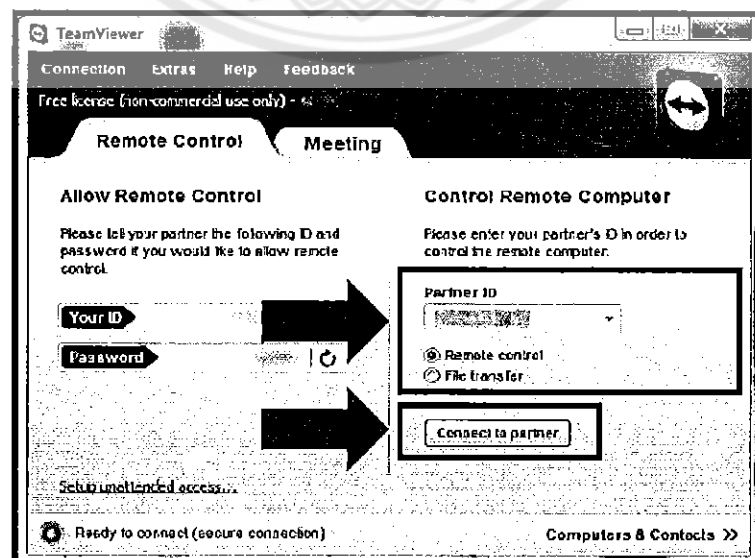 TeamViewer
Connection Extras Help Feedback
Free license (non-commercial use only) -
Remote Control
Meeting
Allow Remote Control
Please tell your partner the following ID and
password if you would like to allow remote
control.
Your ID
Password
Setup unattended access...
Control Remote Computer
Please enter your partner's ID in order to
control the remote computer.
Partner ID
Remote control
File transfer
Connect to partner
Ready to connect (secure connection)
Computers & Contacts >>